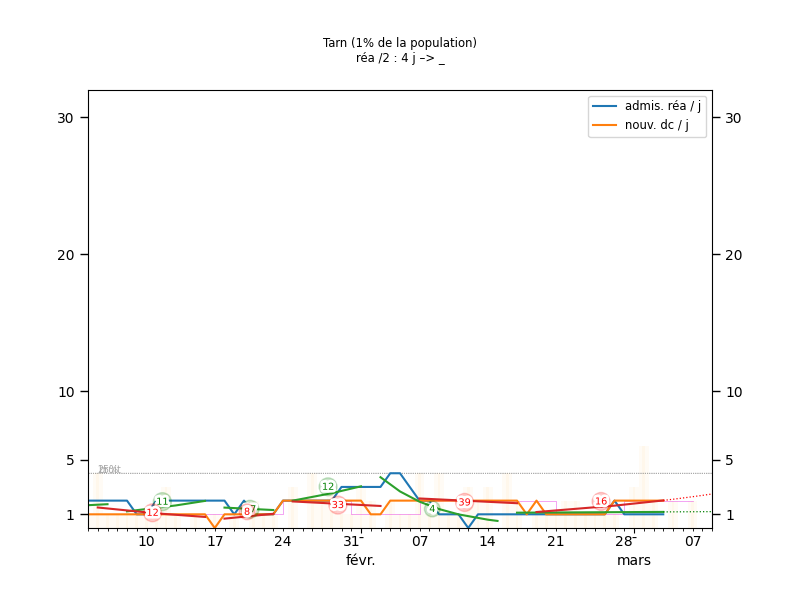 Tarn (1% de la population)
réa /2 : 4 j –> _
admis. réa / j
nouv. dc / j
30 30
20 20
10 10
5 5
1 1
12 11 8 7 12 33 4 39 16
10 17 24 31 07 14 21 28 07
févr. mars